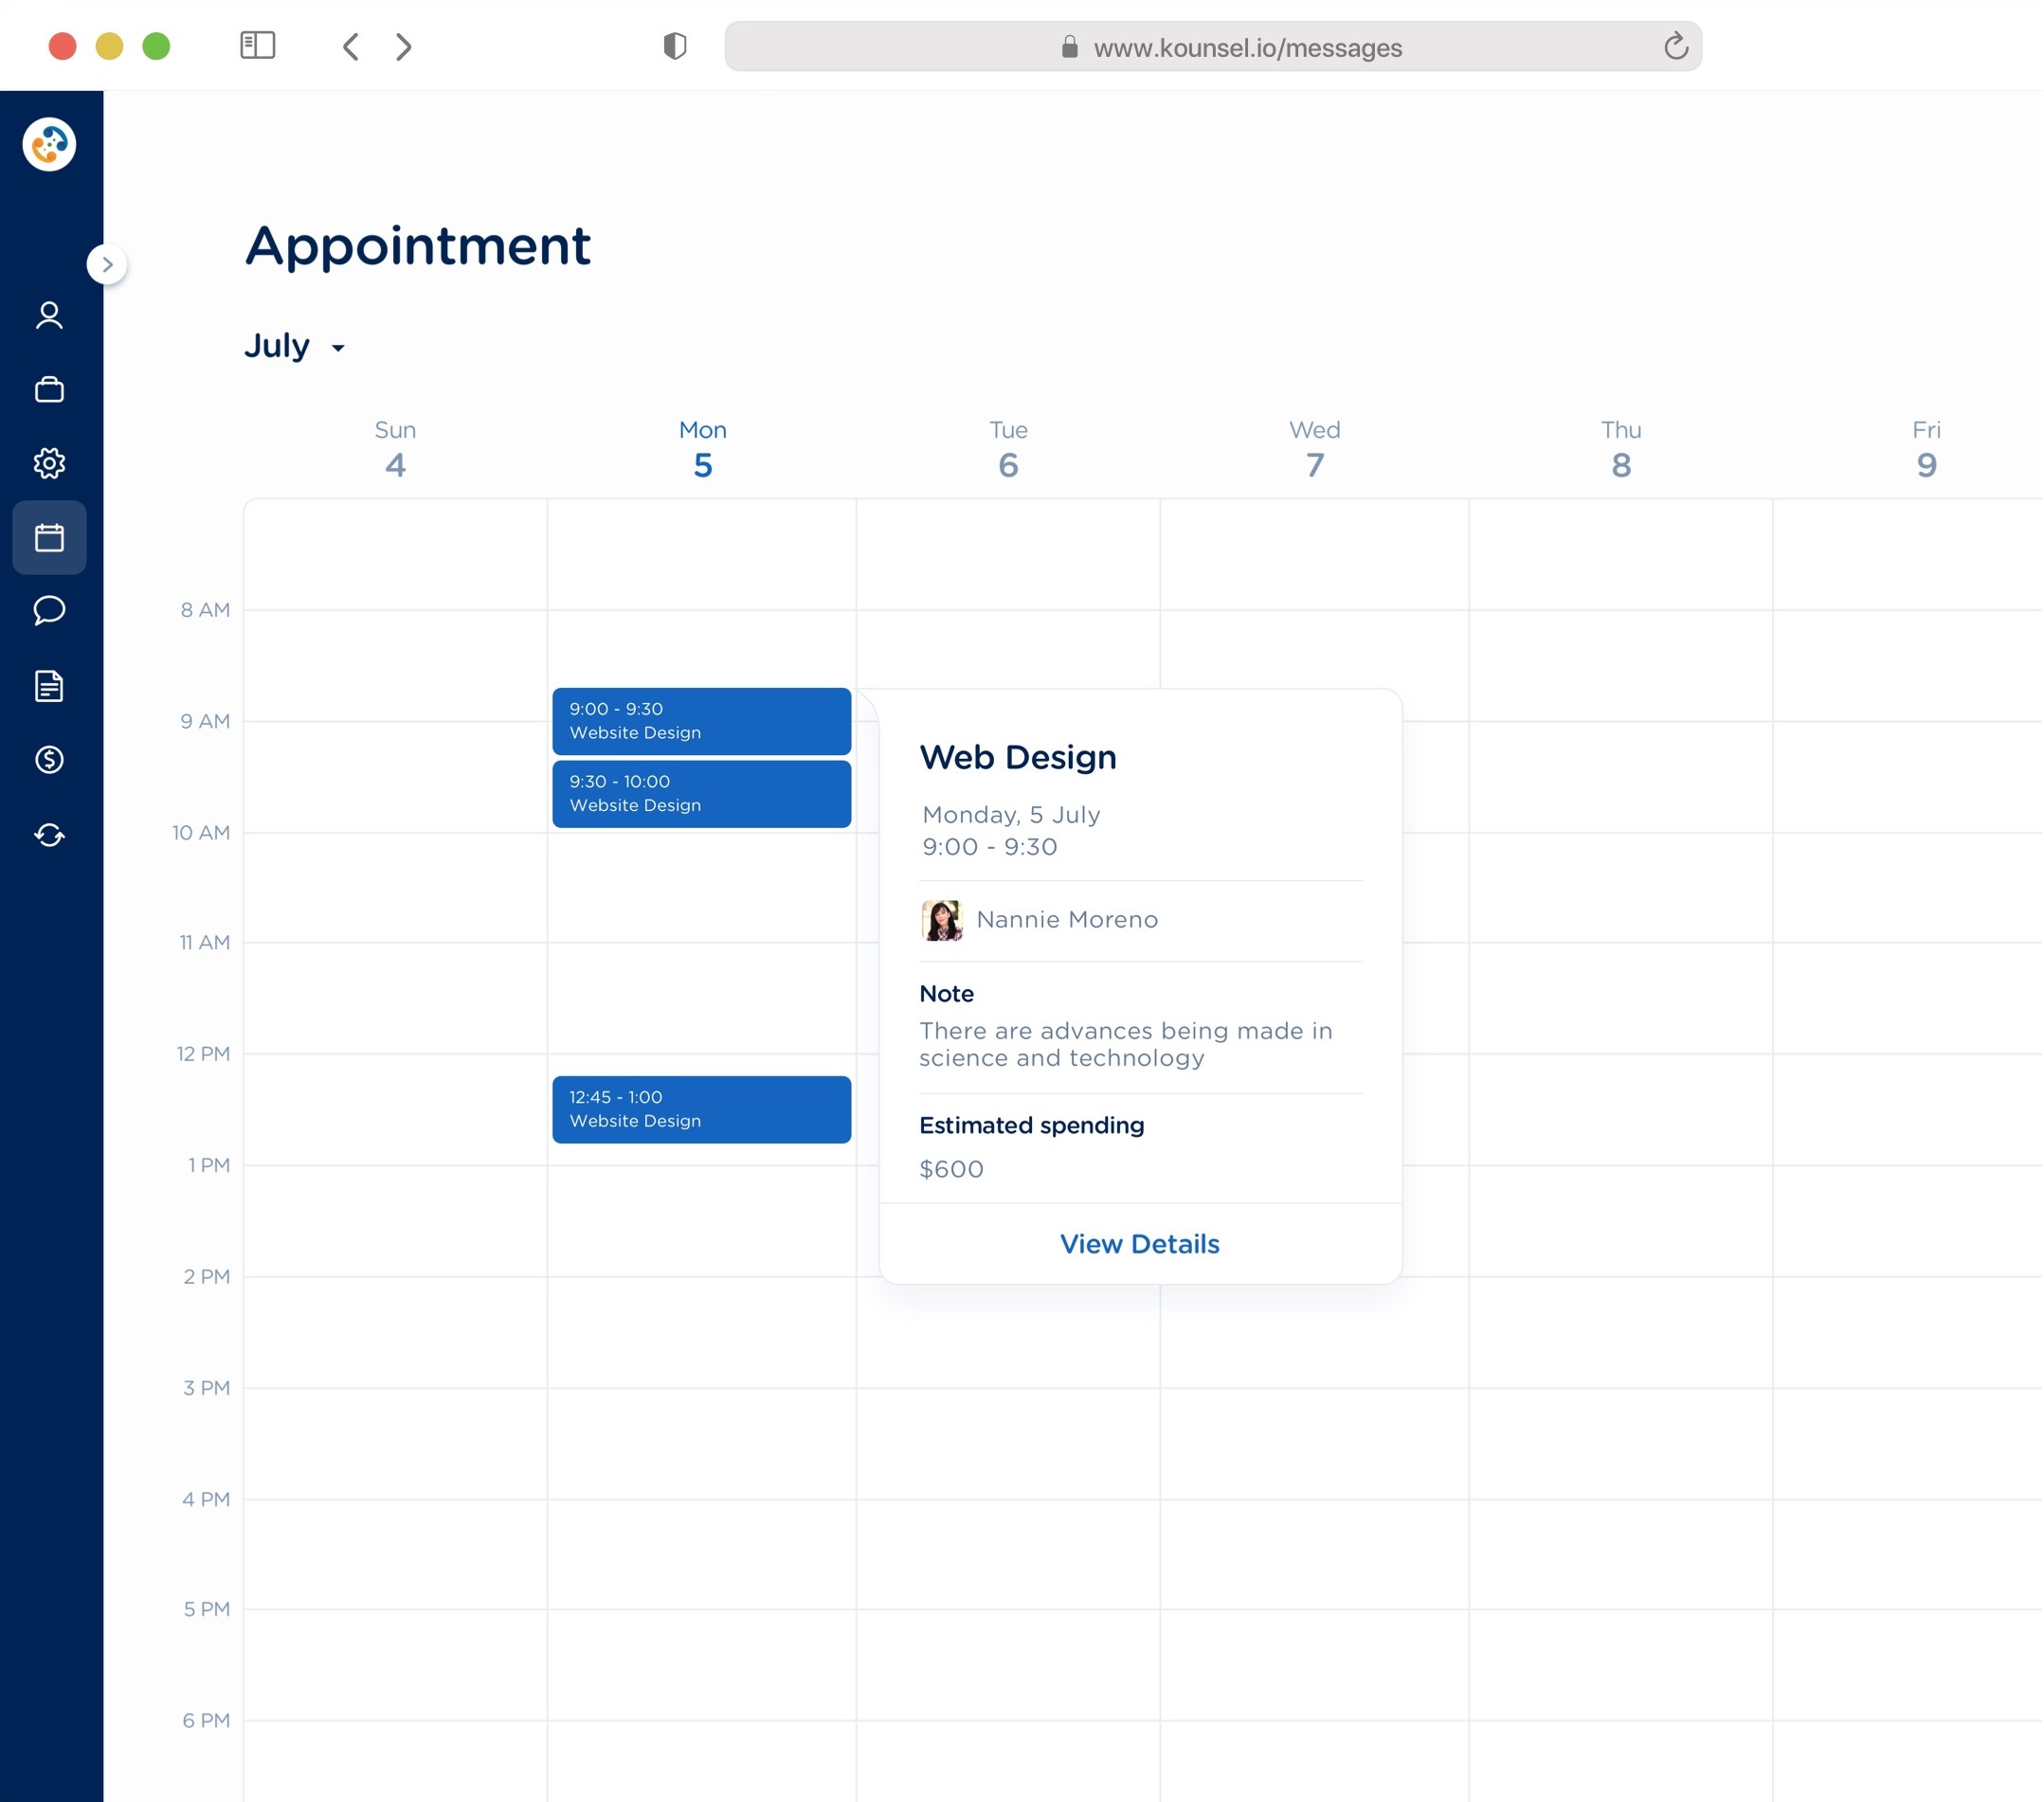 www.kounsel.io/messages
Appointment
July
Sun
4
Mon
5
Tue
6
Wed
7
Thu
8
Fri
9
8 AM
9 AM
10 AM
11 AM
12 PM
1 PM
2 PM
3 PM
4 PM
5 PM
6 PM
9:00 - 9:30
Website Design
9:30 - 10:00
Website Design
12:45 - 1:00
Website Design
Web Design
Monday, 5 July
9:00 - 9:30
Nannie Moreno
Note
There are advances being made in
science and technology
Estimated spending
$600
View Details